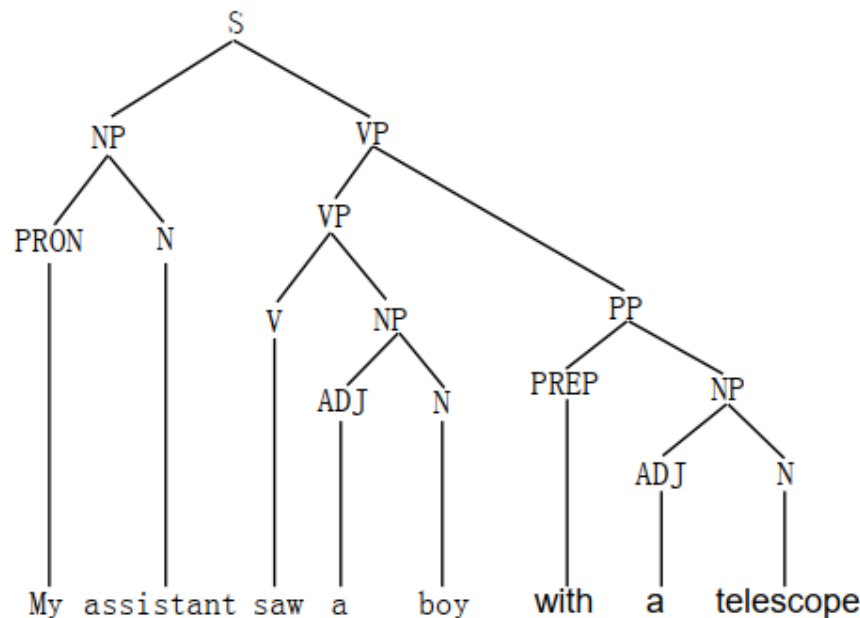 S
NP VP
PRON N VP
V NP PP
ADJ N PREP NP
ADJ N
My assistant saw a boy with a telescope